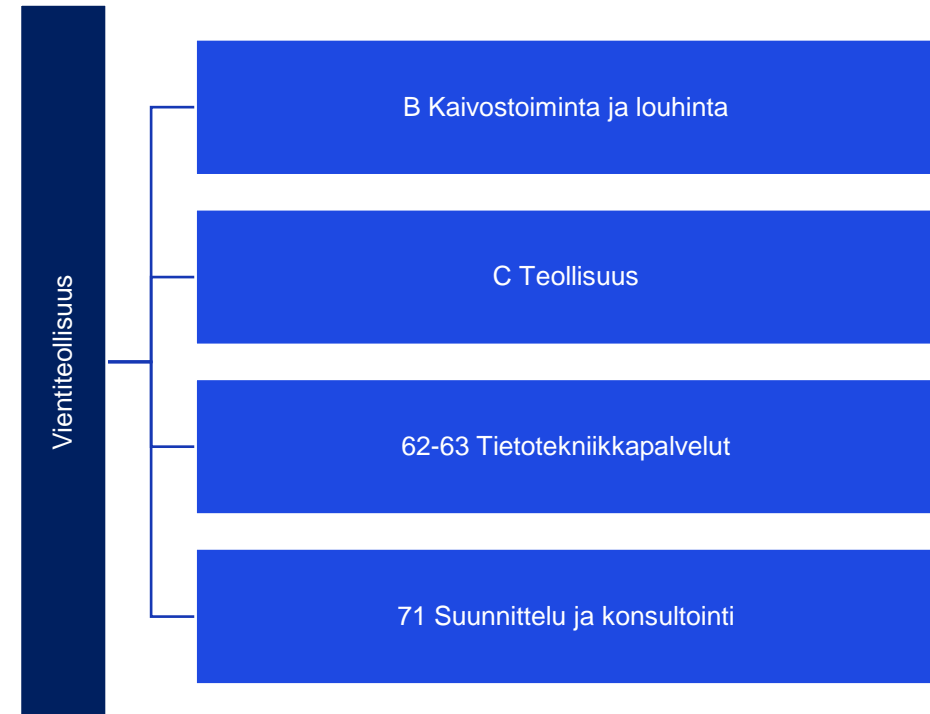 Vientiteollisuus
B Kaivostoiminta ja louhinta
C Teollisuus
62-63 Tietotekniikkapalvelut
71 Suunnittelu ja konsultointi